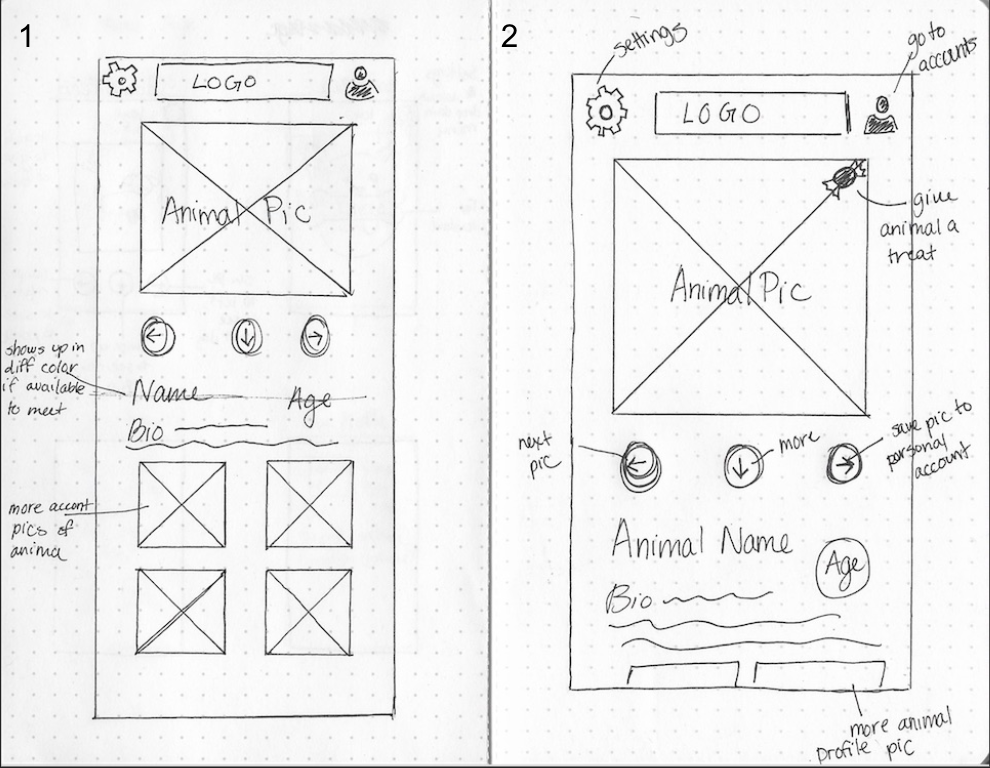 1
LOGO
Animal Pic
shows up in
diff color
if available
to meet
Name
Age
Bio
more accont
pics of
anima
2
settings
go to
accounts
LOGO
give
animal a
treat
Animal Pic
next
pic
more
save pic to
personal
account
Animal Name
Age
Bio
more animal
profile pic